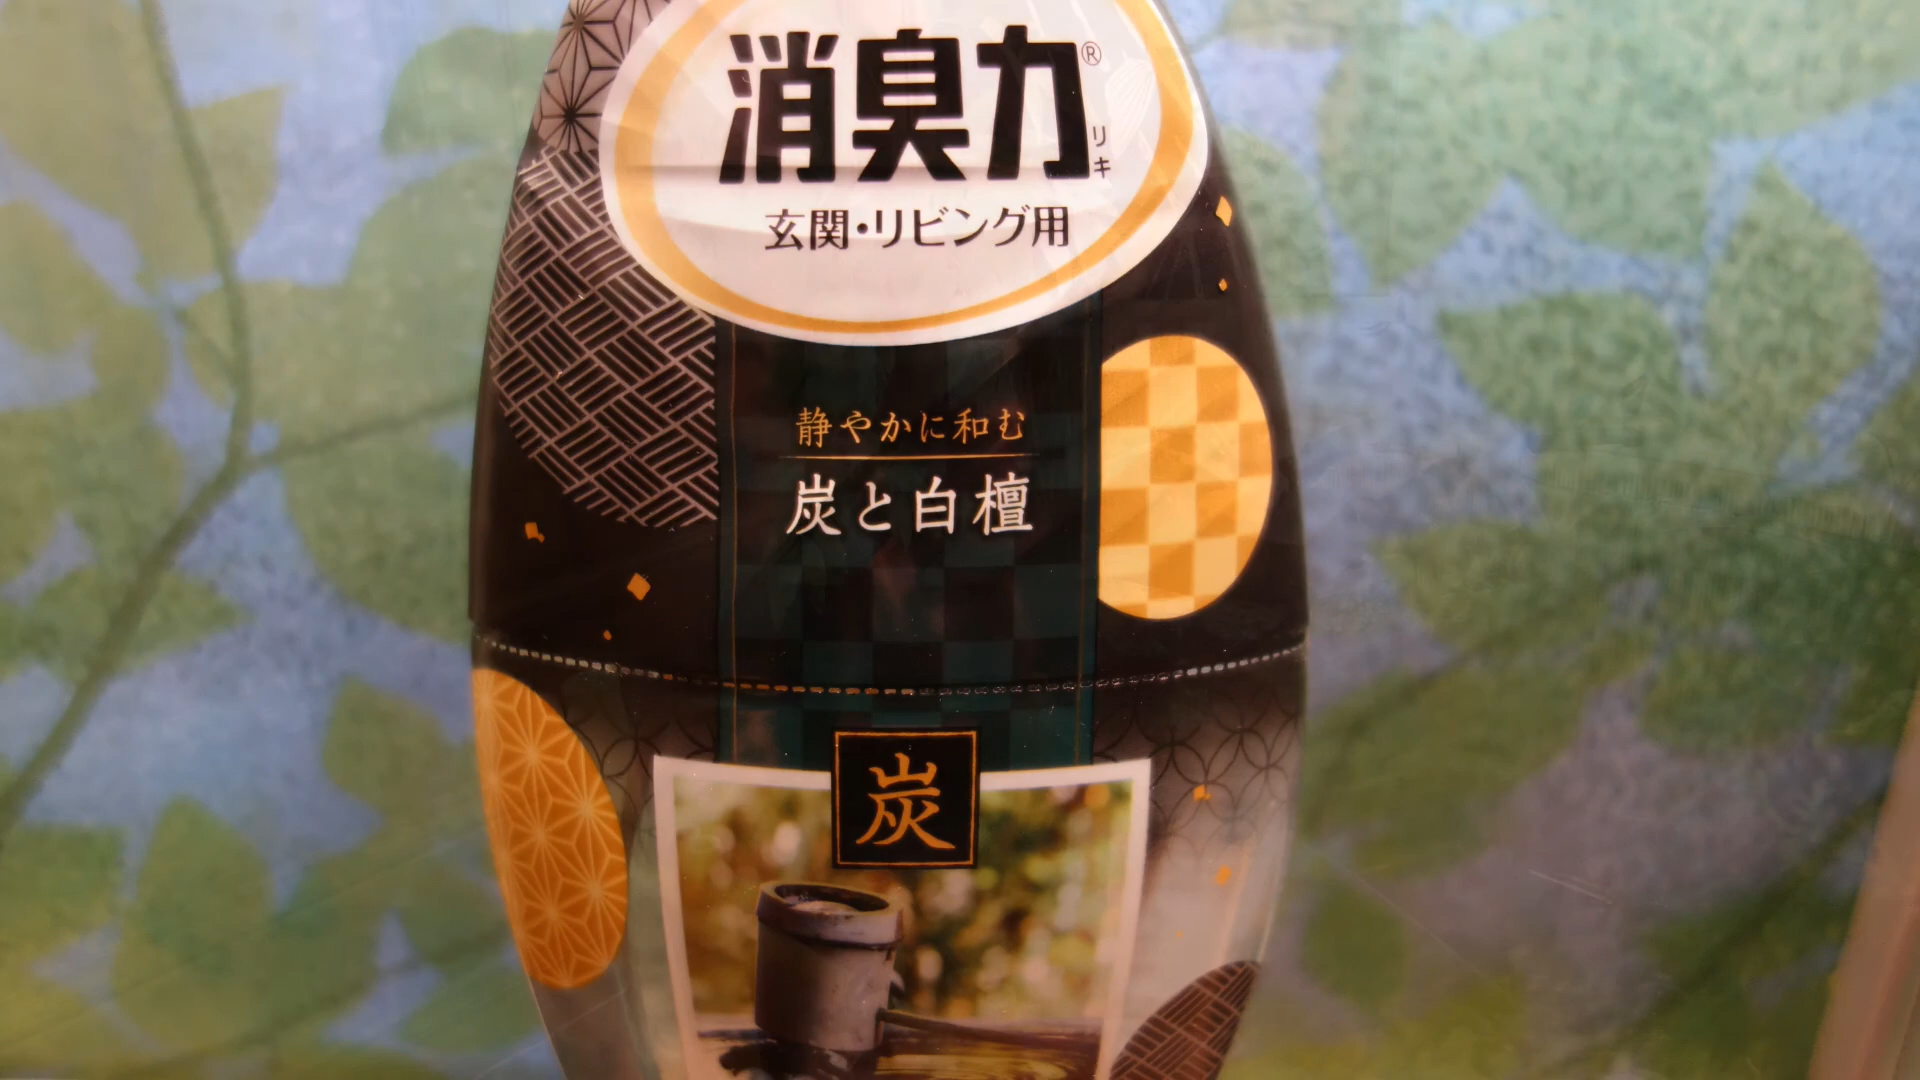 消臭力®
リキ
玄関・リビング用
静やかに和む
炭と白檀
炭